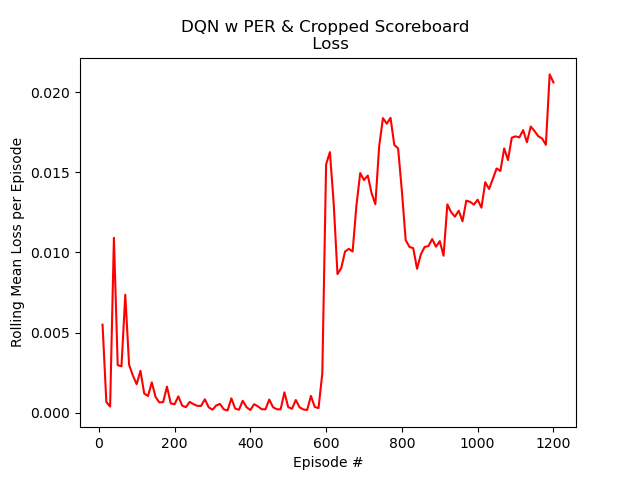 DQN w PER & Cropped Scoreboard
Loss
Rolling Mean Loss per Episode
0.020
0.015
0.010
0.005
0.000
0 200 400 600 800 1000 1200
Episode #